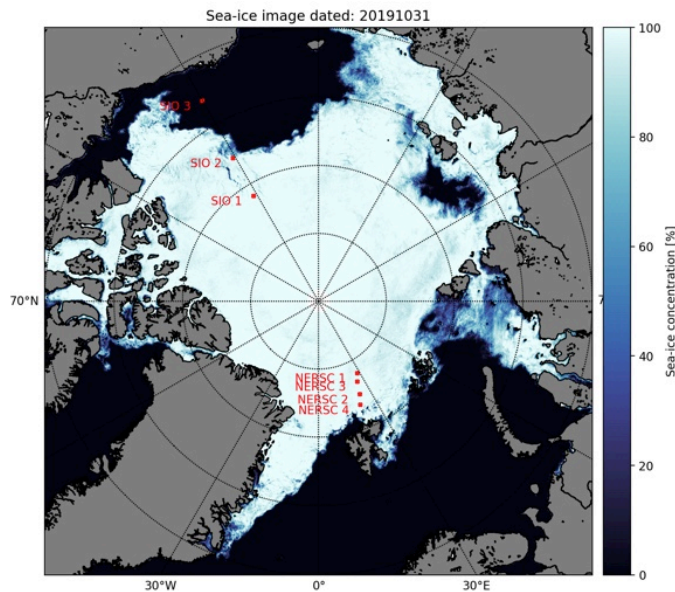 Sea-ice image dated: 20191031
SIO 3
SIO 2
SIO 1
70°N
7
NERSC 1
NERSC 3
NERSC 2
NERSC 4
30°W
0°
30°E
100
80
60
40
20
0
Sea-ice concentration [%]